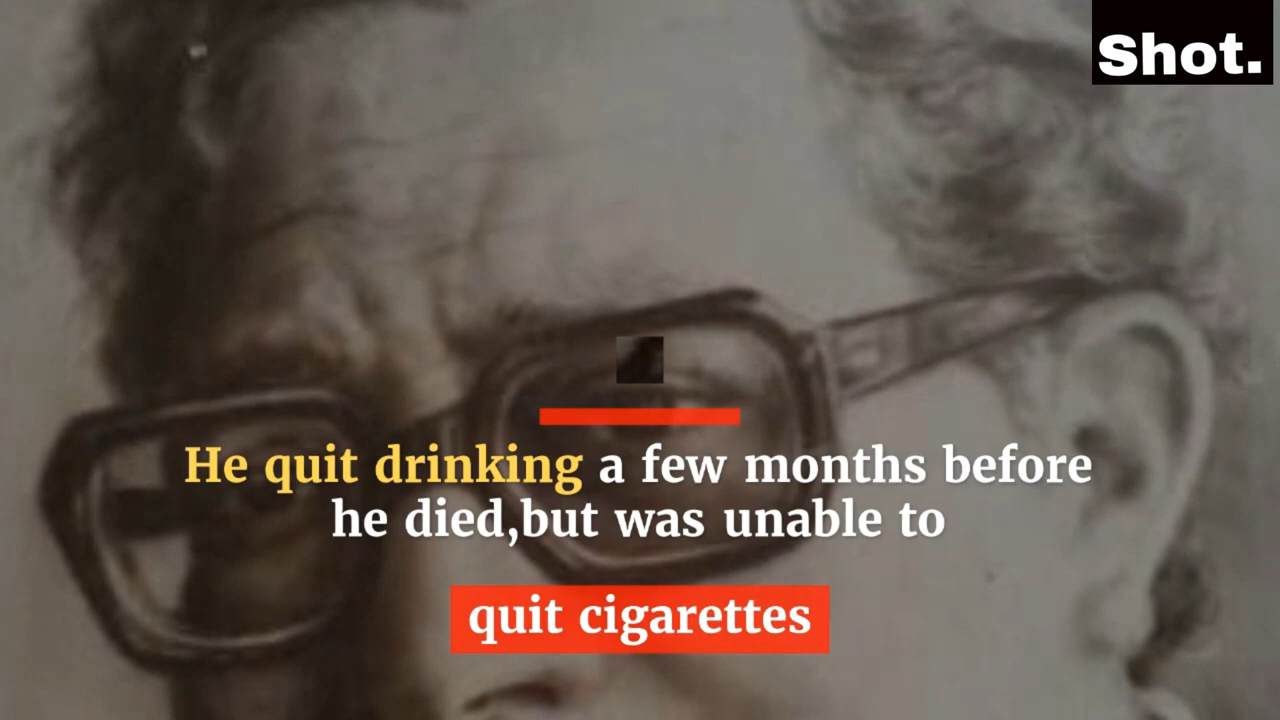 Shot.
He quit drinking a few months before
he died,but was unable to
quit cigarettes